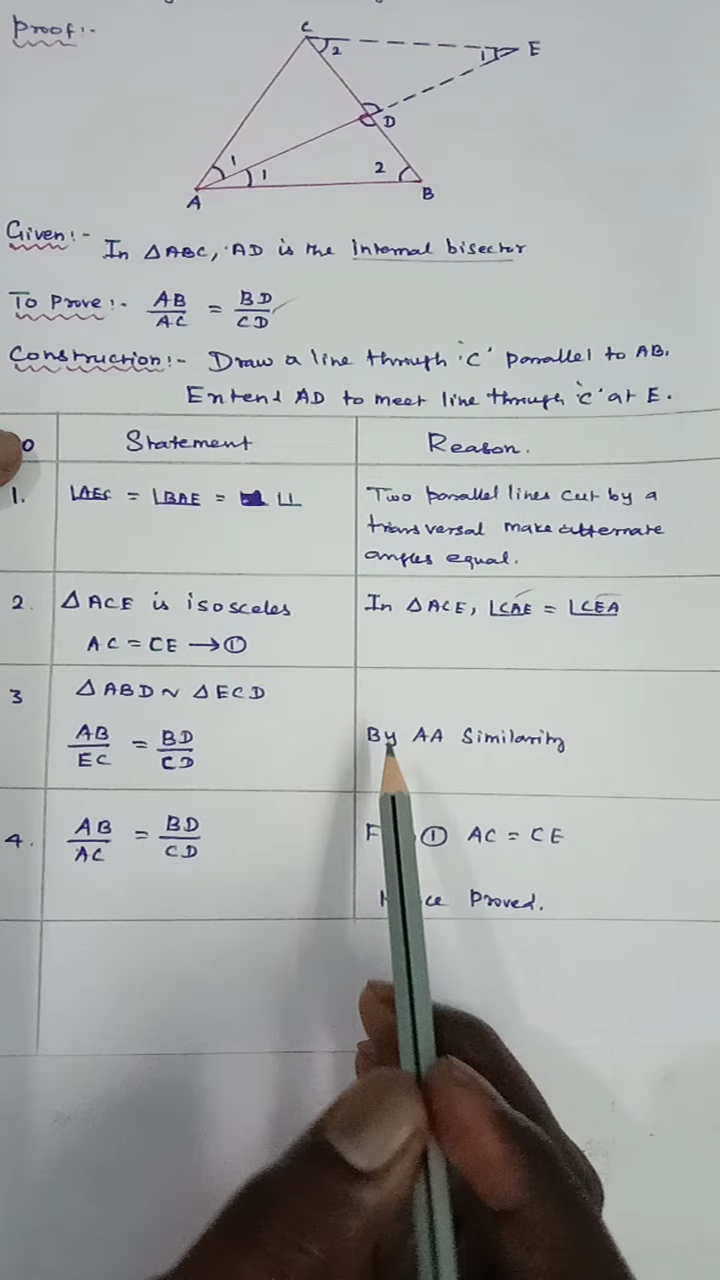 Proof:-
C
2
1
E
D
1
1
2
A
B
Given:- In △ABC, AD is the internal bisector
To Prove:- AB/AC = BD/CD
Construction:- Draw a line through 'C' parallel to AB.
Extend AD to meet line through 'C' at E.
Statement Reason.
1. ∠AEC = ∠BAE = ∠1 Two parallel lines cut by a
transversal make alternate
angles equal.
2. △ACE is isosceles In △ACE, ∠CAE = ∠CEA
AC = CE → ①
3 △ABD ~ △ECD
AB/EC = BD/CD By AA Similarity
4. AB/AC = BD/CD ① AC = CE
Proved.